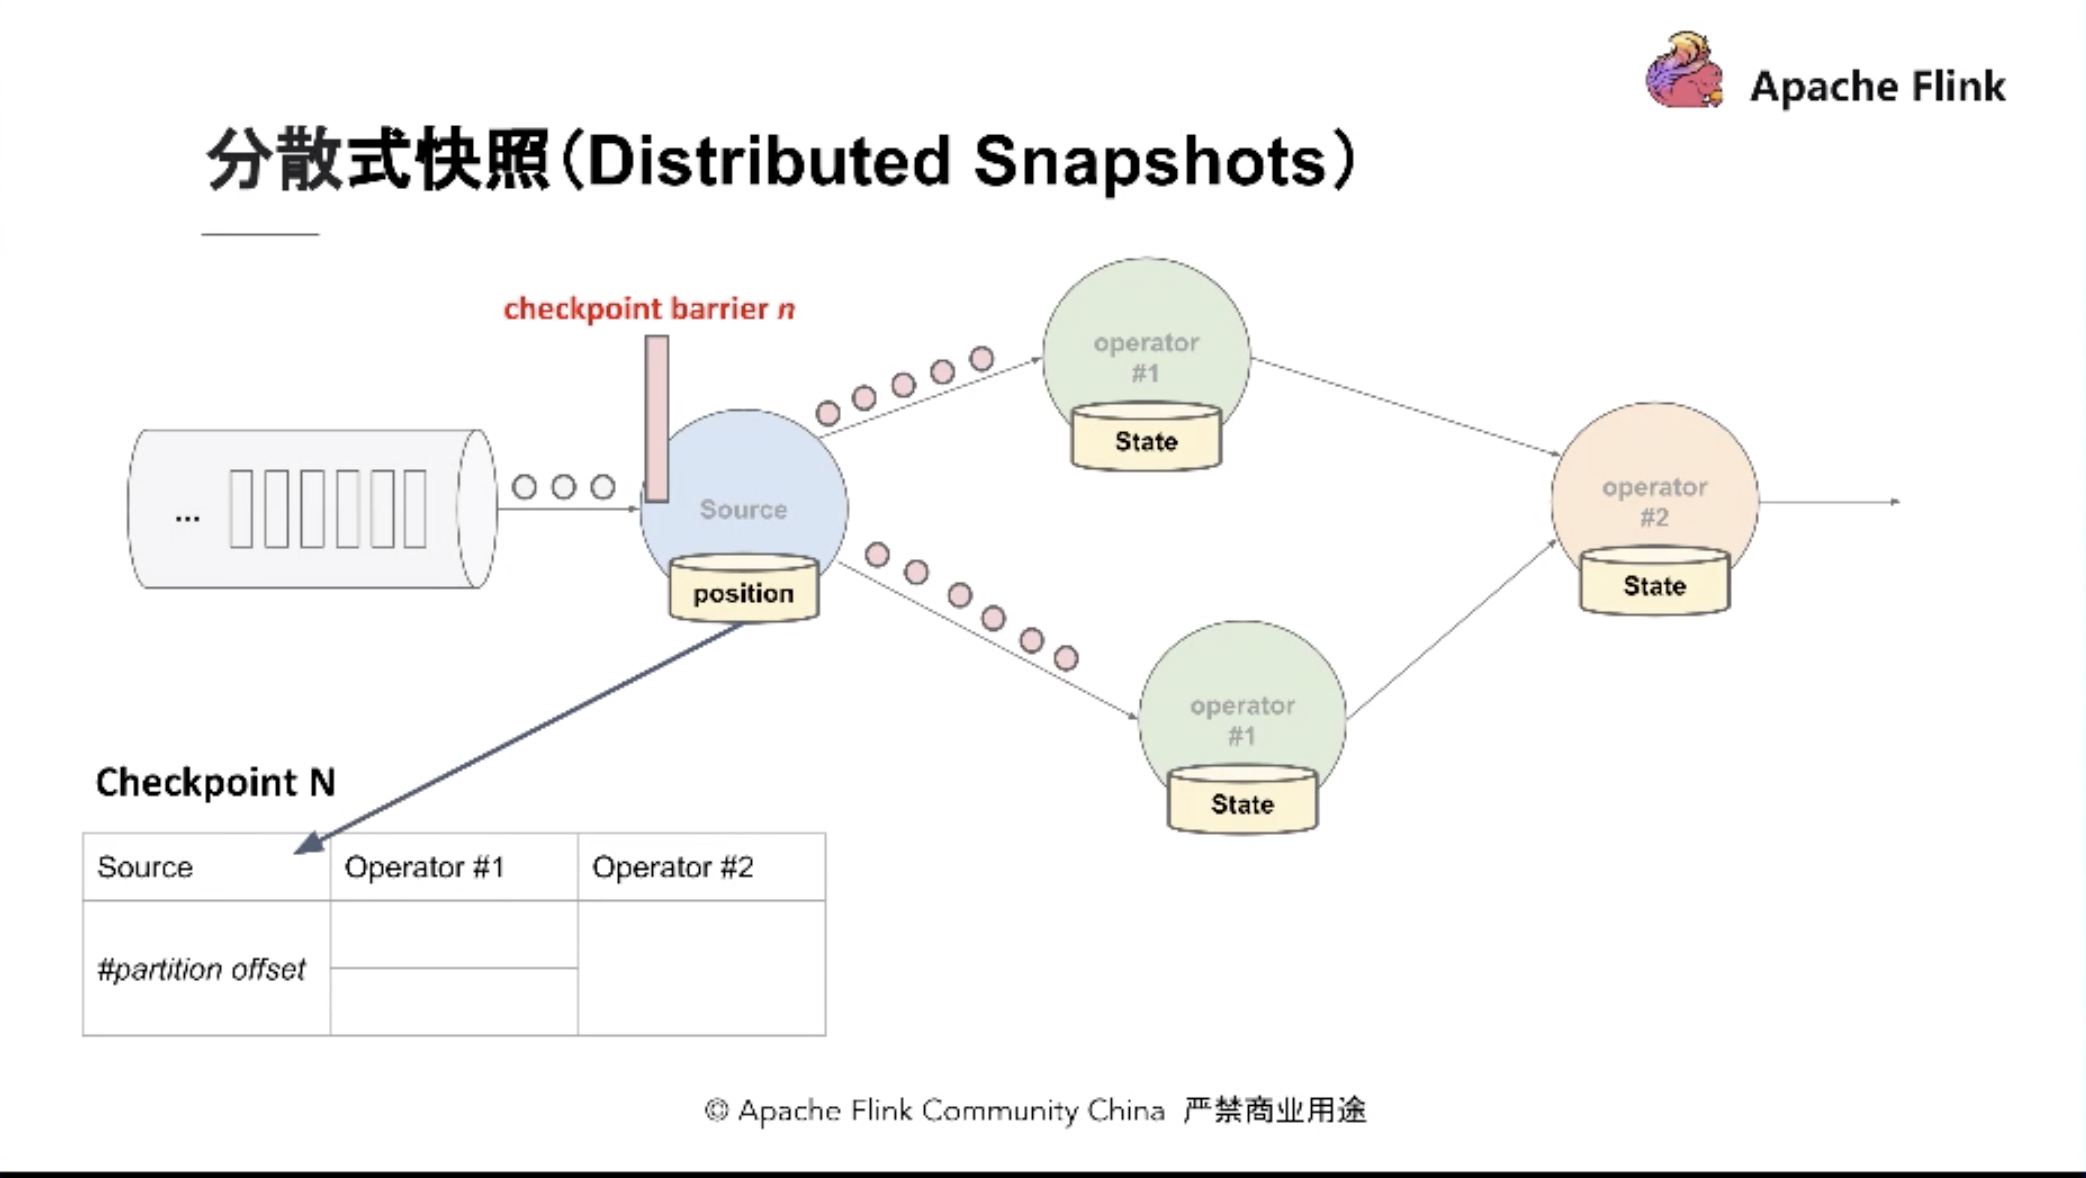 Apache Flink
分散式快照(Distributed Snapshots)
checkpoint barrier n
operator
#1
State
...
Source
position
operator
#2
State
operator
#1
State
Checkpoint N
Source Operator #1 Operator #2
#partition offset
© Apache Flink Community China 严禁商业用途